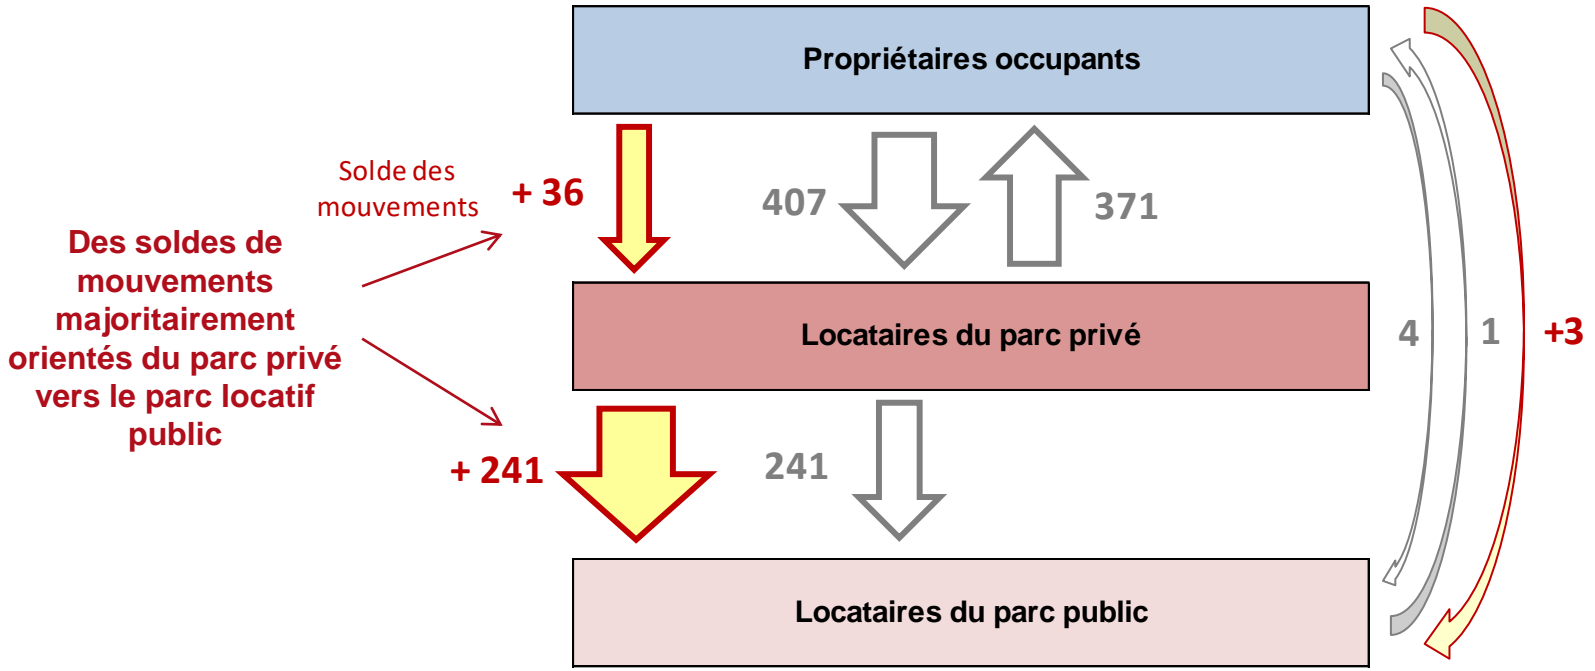 Propriétaires occupants
Solde des
mouvements
+ 36
407
371
Des soldes de
mouvements
majoritairement
orientés du parc privé
vers le parc locatif
public
Locataires du parc privé
4
1
+3
+ 241
241
Locataires du parc public